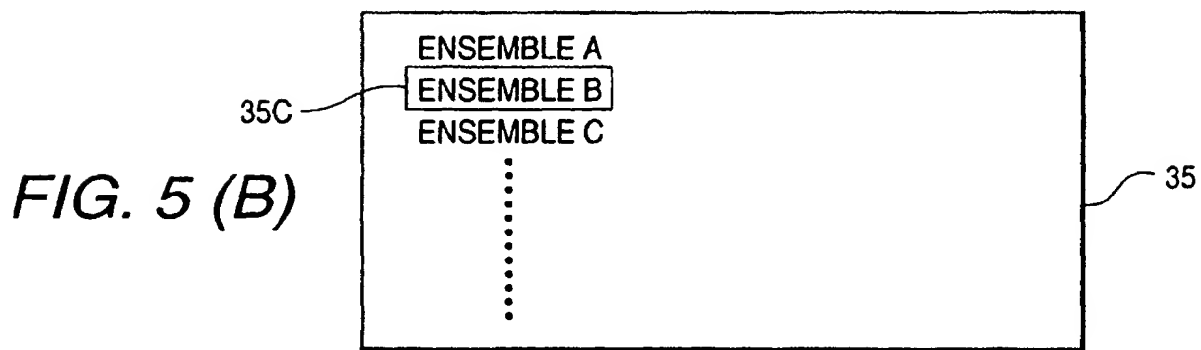 ENSEMBLE A
35C
ENSEMBLE B
ENSEMBLE C
FIG. 5 (B)
35